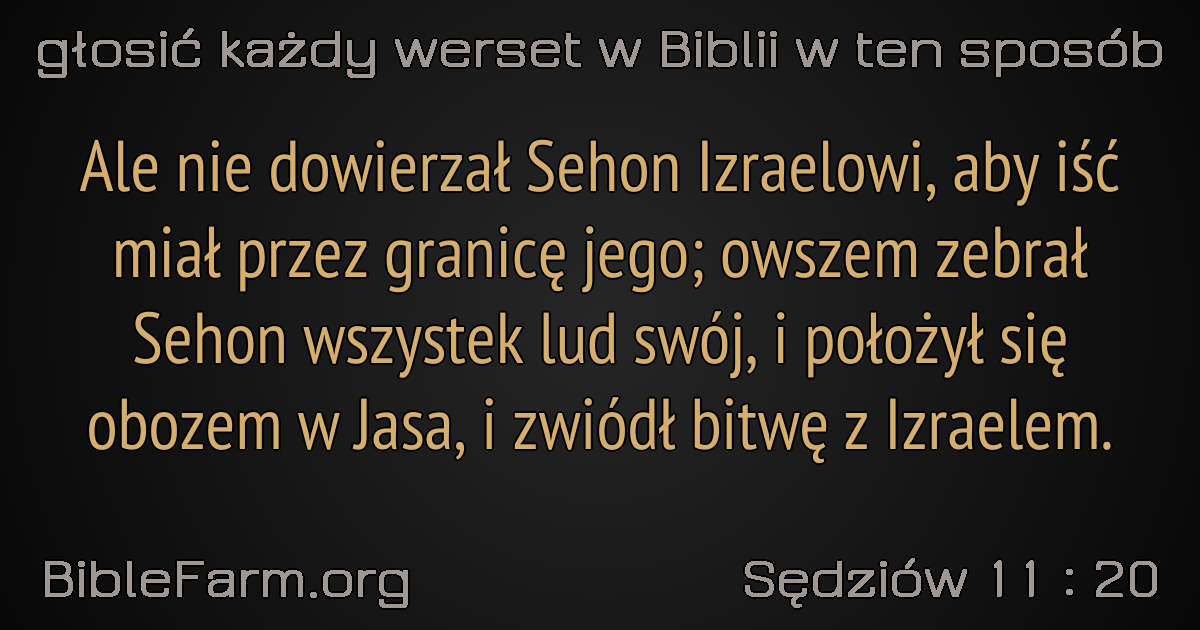 głosić każdy werset w Biblii w ten sposób
Ale nie dowierzał Sehon Izraelowi, aby iść
miał przez granicę jego; owszem zebrał
Sehon wszystek lud swój, i położył się
obozem w Jasa, i zwiódł bitwę z Izraelem.
BibleFarm.org
Sędziów 11 : 20